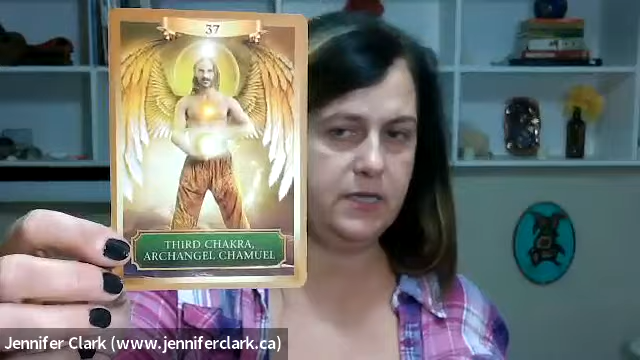 37
THIRD CHAKRA,
ARCHANGEL CHAMUEL
Jennifer Clark (www.jenniferclark.ca)